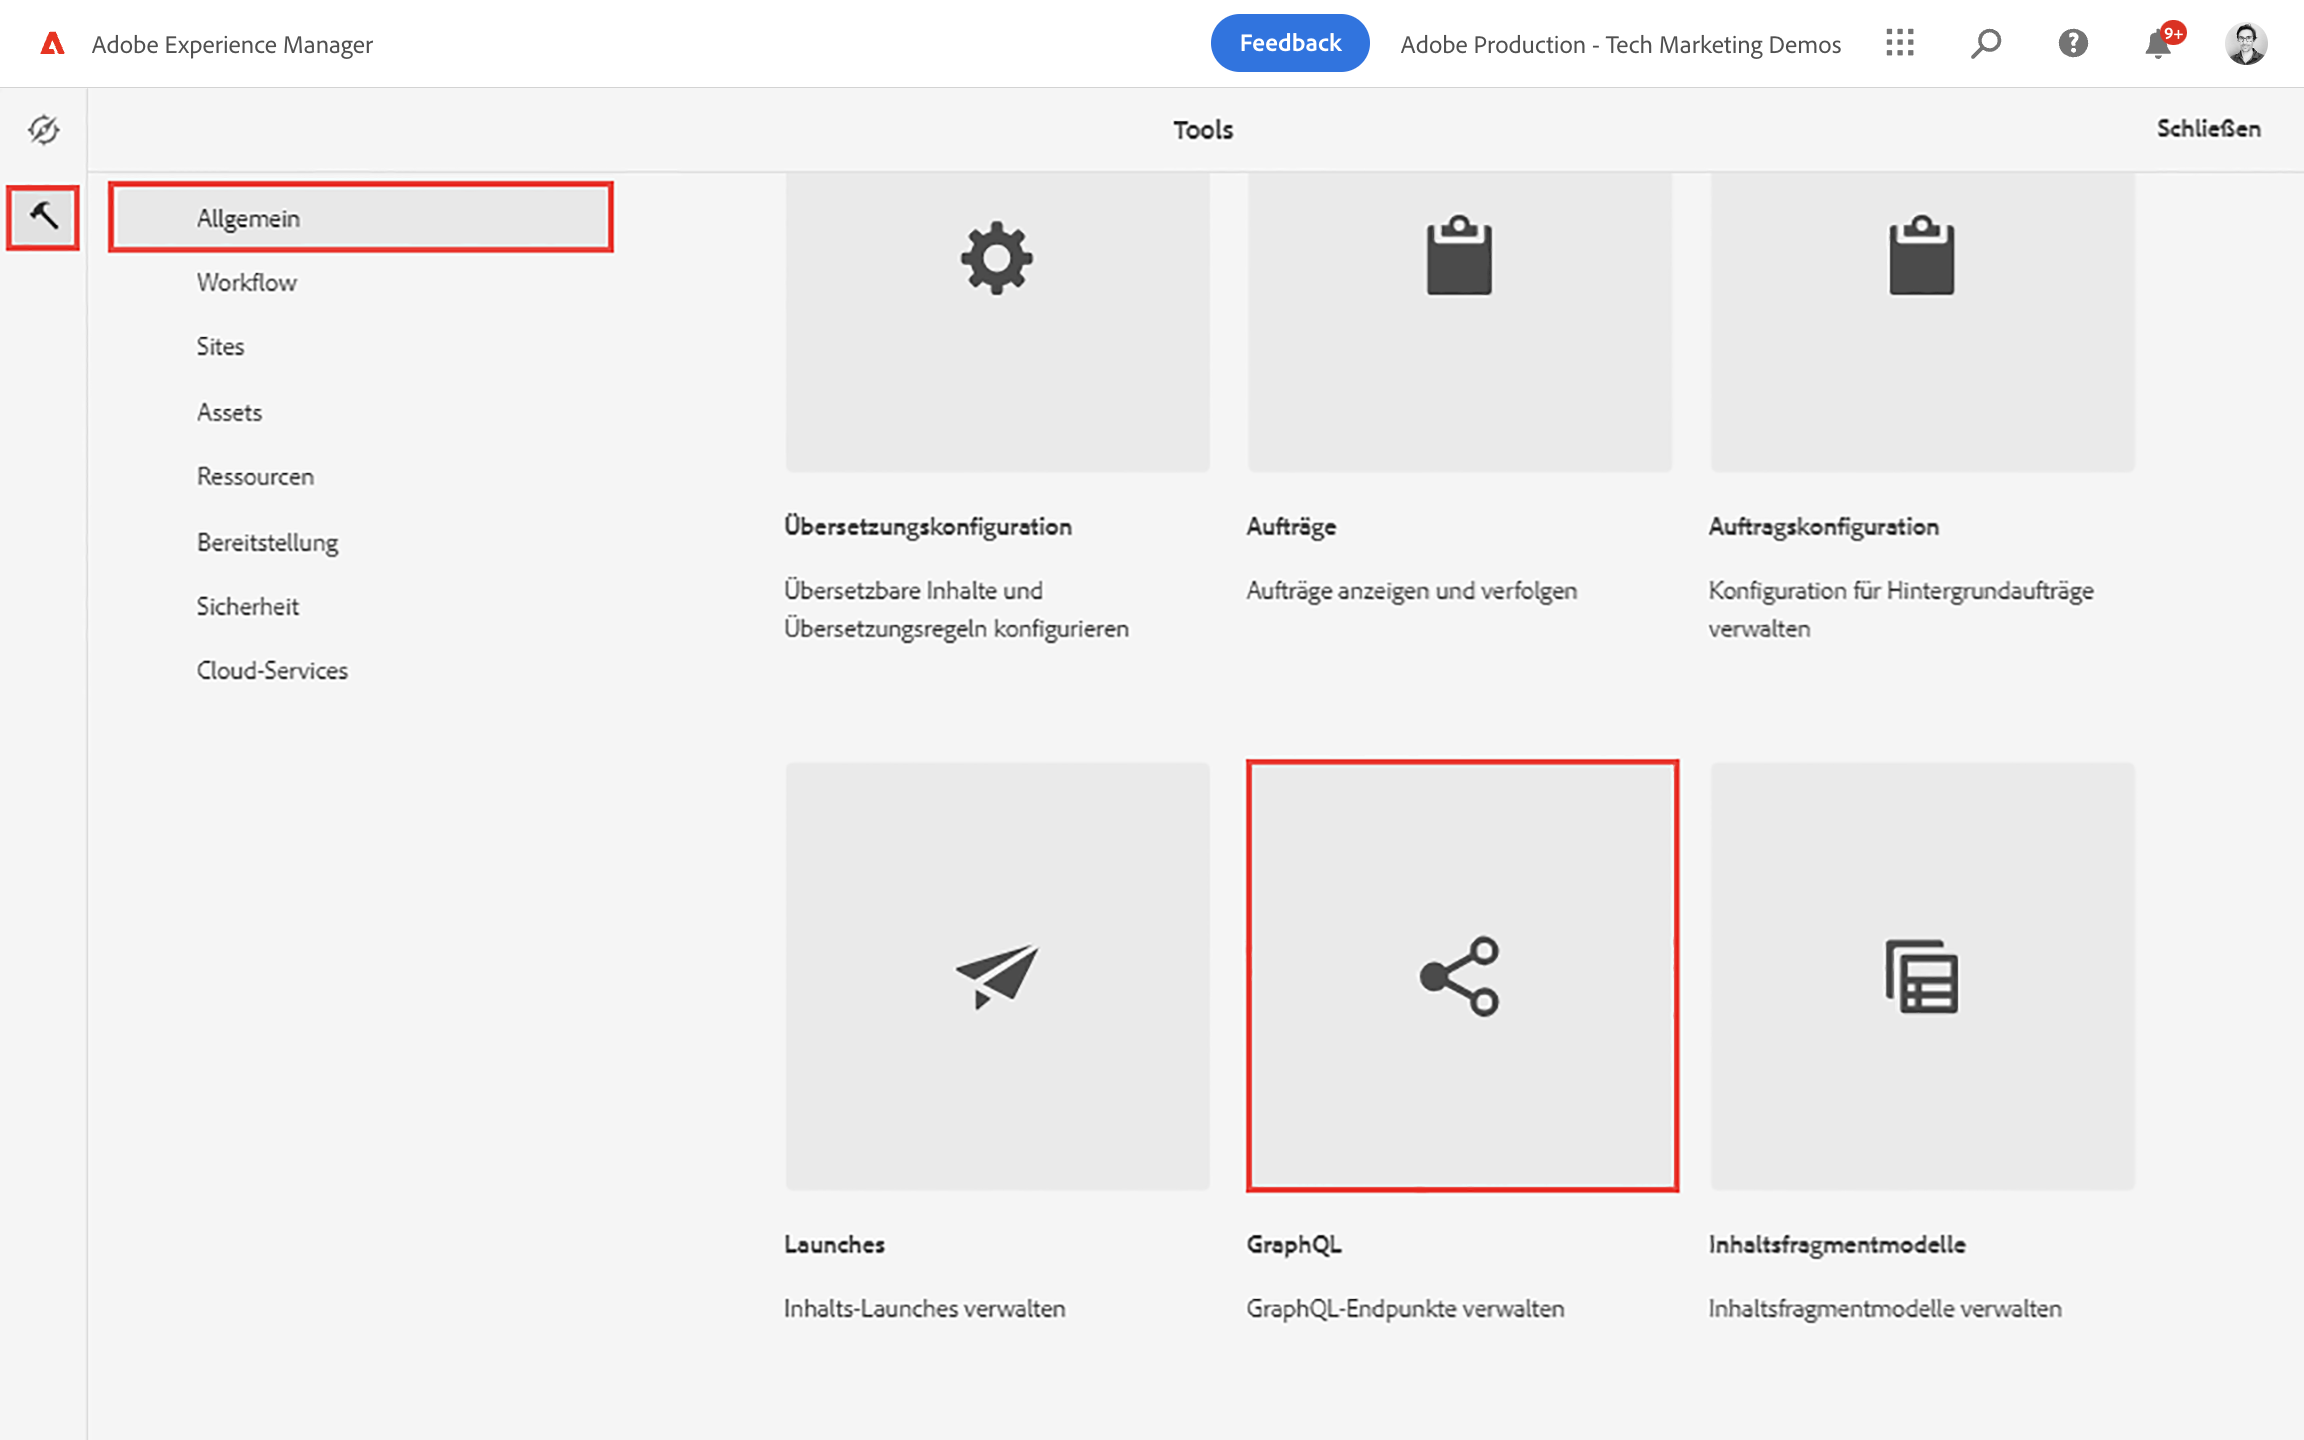 Adobe Experience Manager
Feedback
Adobe Production - Tech Marketing Demos
9+
Tools
Schließen
Allgemein
Workflow
Sites
Assets
Ressourcen
Bereitstellung
Sicherheit
Cloud-Services
Übersetzungskonfiguration
Übersetzbare Inhalte und
Übersetzungsregeln konfigurieren
Aufträge
Aufträge anzeigen und verfolgen
Auftragskonfiguration
Konfiguration für Hintergrundaufträge
verwalten
Launches
Inhalts-Launches verwalten
GraphQL
GraphQL-Endpunkte verwalten
Inhaltsfragmentmodelle
Inhaltsfragmentmodelle verwalten